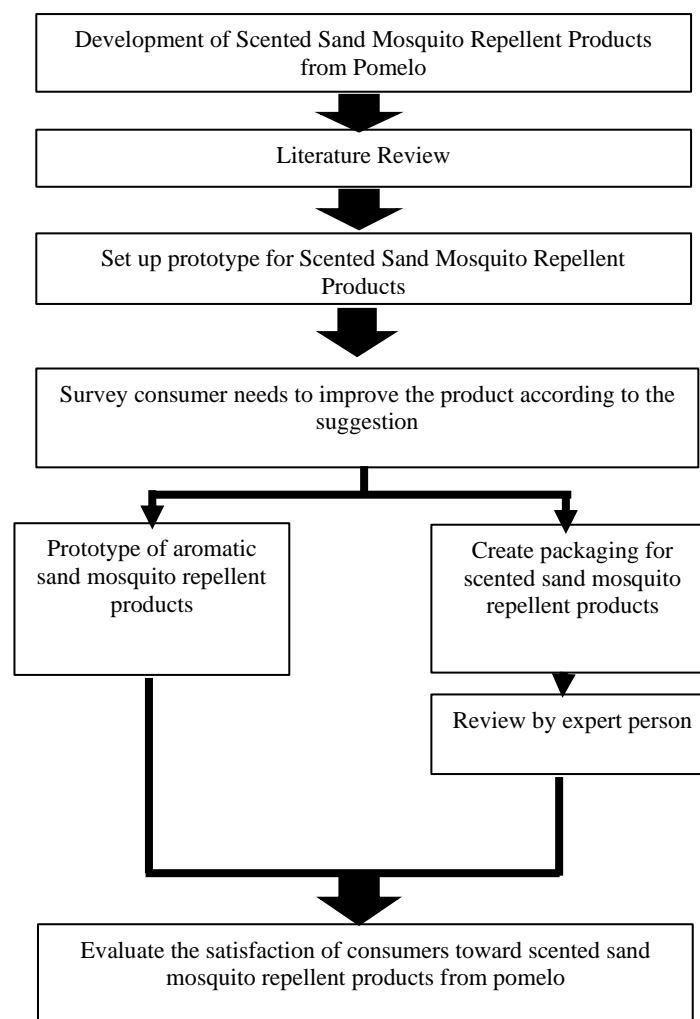 Development of Scented Sand Mosquito Repellent Products
from Pomelo
Literature Review
Set up prototype for Scented Sand Mosquito Repellent
Products
Survey consumer needs to improve the product according to the
suggestion
Prototype of aromatic
sand mosquito repellent
products
Create packaging for
scented sand mosquito
repellent products
Review by expert person
Evaluate the satisfaction of consumers toward scented sand
mosquito repellent products from pomelo